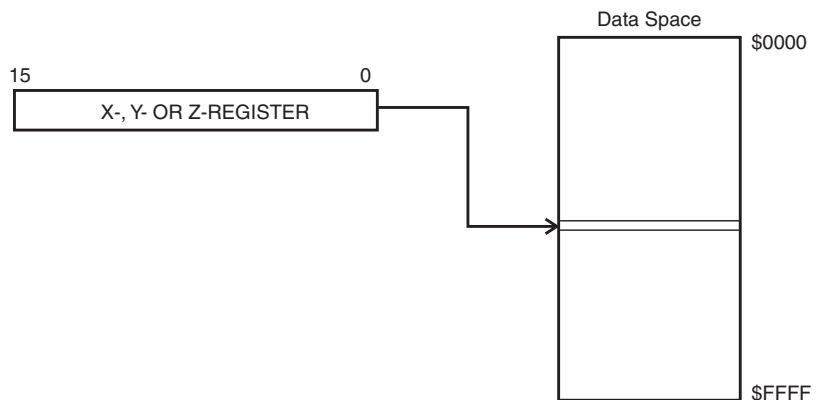 Data Space
$0000
15 0
X-, Y- OR Z-REGISTER
$FFFF